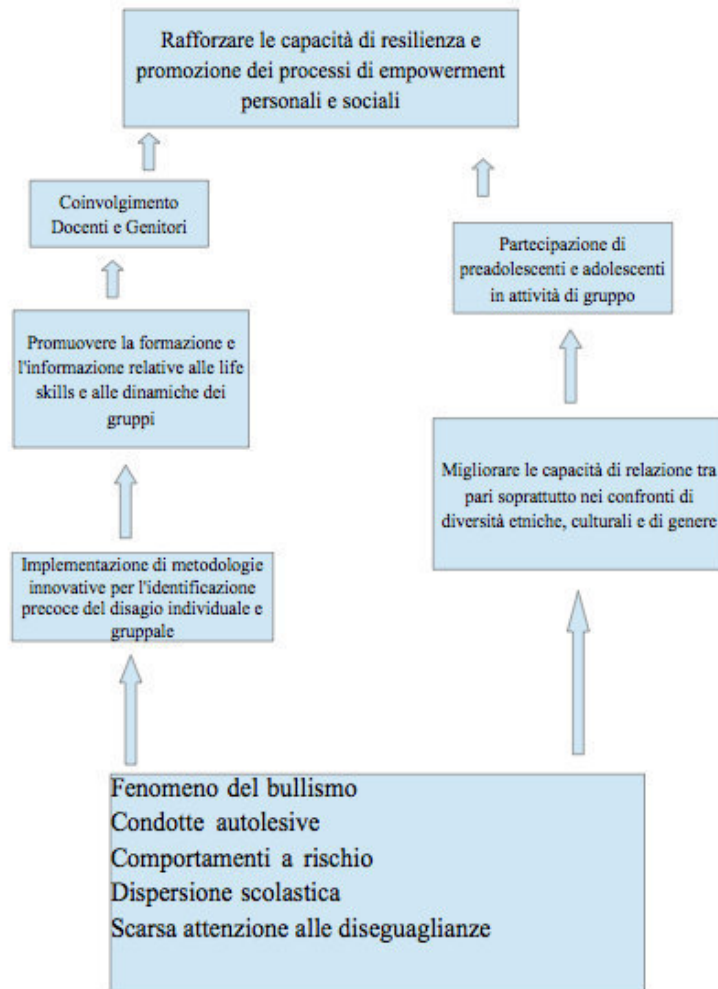 Rafforzare le capacità di resilienza e
promozione dei processi di empowerment
personali e sociali
Coinvolgimento
Docenti e Genitori
Partecipazione di
preadolescenti e adolescenti
in attività di gruppo
Promuovere la formazione e
l'informazione relative alle life
skills e alle dinamiche dei
gruppi
Migliorare le capacità di relazione tra
pari soprattutto nei confronti di
diversità etniche, culturali e di genere
Implementazione di metodologie
innovative per l'identificazione
precoce del disagio individuale e
gruppale
Fenomeno del bullismo
Condotte autolesive
Comportamenti a rischio
Dispersione scolastica
Scarsa attenzione alle diseguaglianze